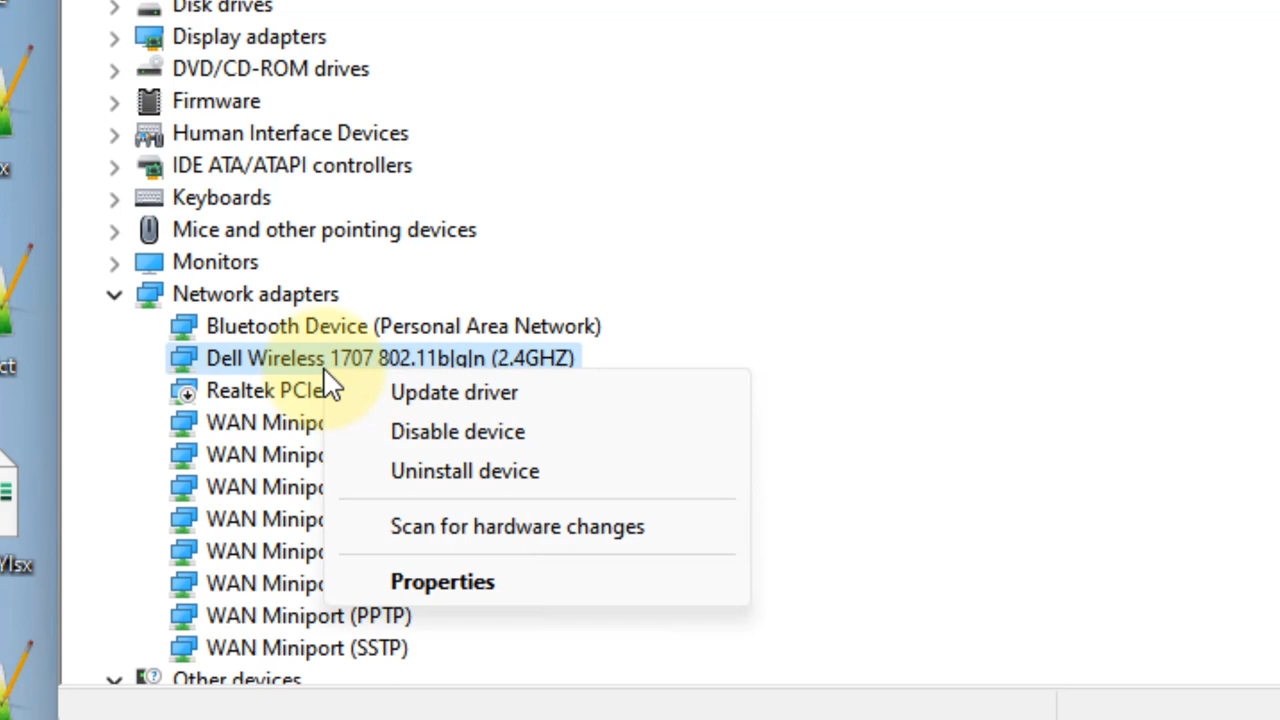 Disk drives
Display adapters
DVD/CD-ROM drives
Firmware
Human Interface Devices
IDE ATA/ATAPI controllers
Keyboards
Mice and other pointing devices
Monitors
Network adapters
Bluetooth Device (Personal Area Network)
Dell Wireless 1707 802.11b|g|n (2.4GHZ)
Realtek PCIe
WAN Minipo
WAN Minipo
WAN Minipo
WAN Minipo
WAN Minipo
WAN Minipo
WAN Miniport (PPTP)
WAN Miniport (SSTP)
Other devices
Update driver
Disable device
Uninstall device
Scan for hardware changes
Properties
x
ct
lsx